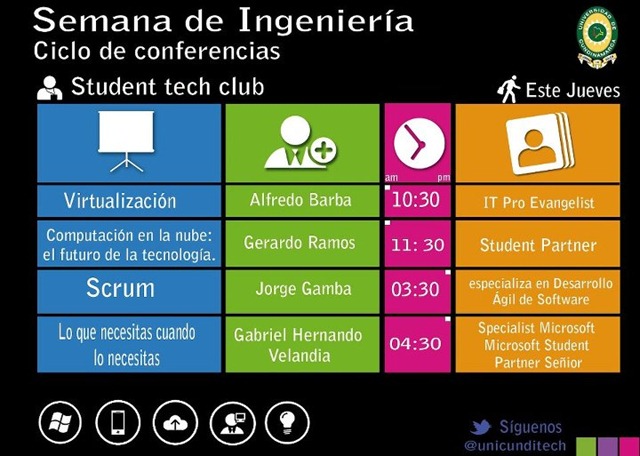 Semana de Ingeniería
Ciclo de conferencias
UNIVERSIDAD DE
CUNDINAMARCA
Student tech club
Este Jueves
am pm
Virtualización
Alfredo Barba
10:30
IT Pro Evangelist
Computación en la nube:
el futuro de la tecnología.
Gerardo Ramos
11: 30
Student Partner
Scrum
Jorge Gamba
03:30
especializa en Desarrollo
Ágil de Software
Lo que necesitas cuando
lo necesitas
Gabriel Hernando
Velandia
04:30
Specialist Microsoft
Microsoft Student
Partner Señior
Síguenos
@unicunditech